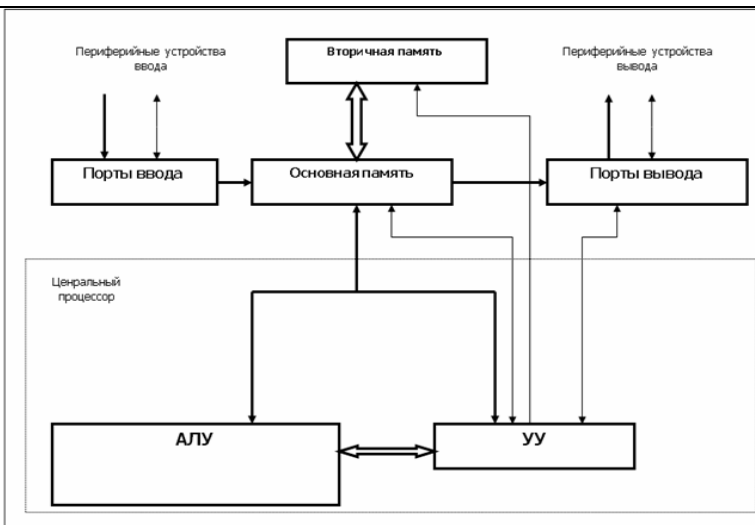 Периферийные устройства
ввода
Вторичная память
Периферийные устройства
вывода
Порты ввода
Основная память
Порты вывода
Ценральный
процессор
АЛУ
УУ